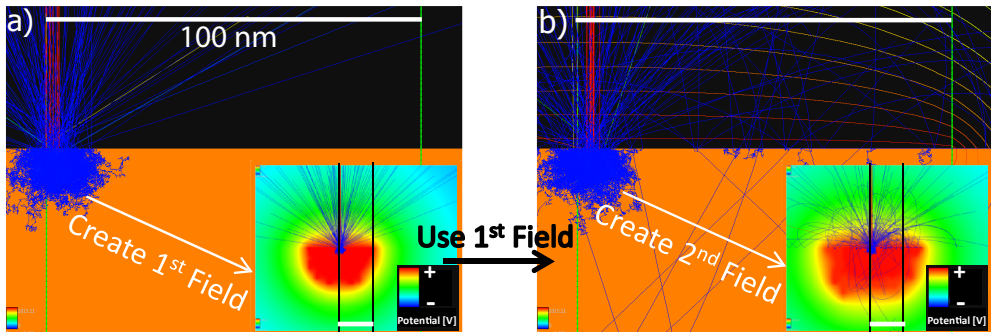 a)
100 nm
Create 1st Field
+
-
Potential [V]
Use 1st Field
b)
Create 2nd Field
+
-
Potential [V]